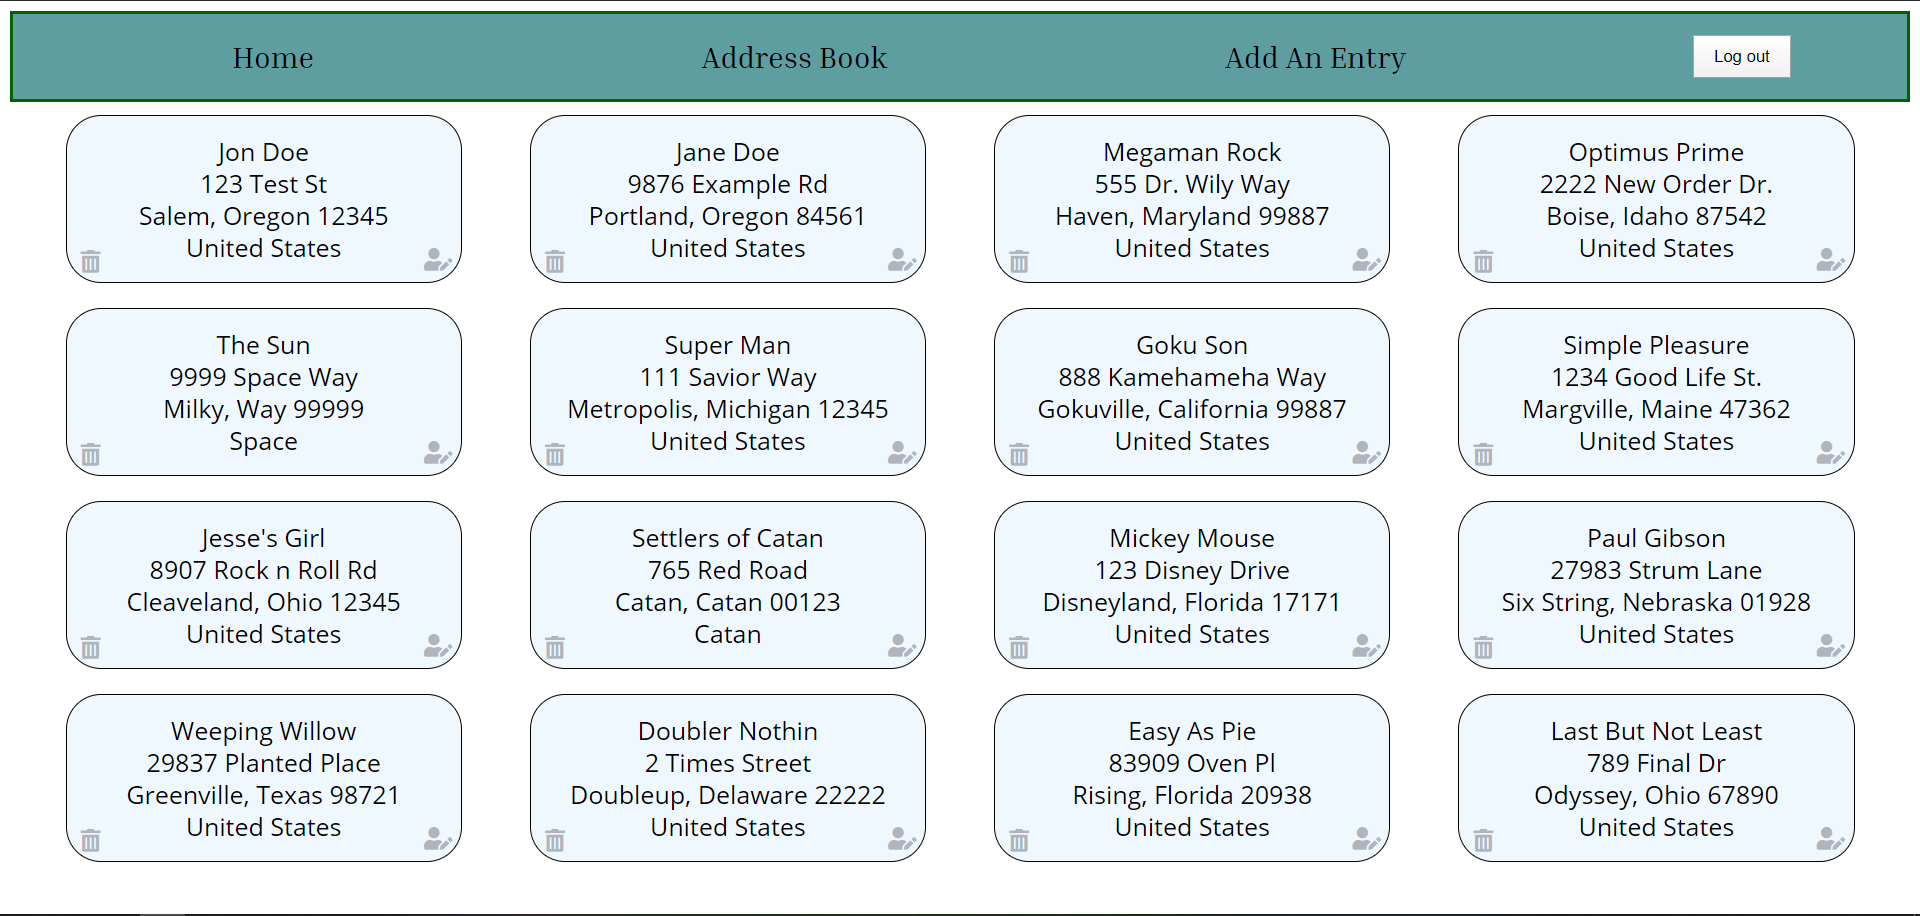 Home
Address Book
Add An Entry
Log out
Jon Doe
123 Test St
Salem, Oregon 12345
United States
Jane Doe
9876 Example Rd
Portland, Oregon 84561
United States
Megaman Rock
555 Dr. Wily Way
Haven, Maryland 99887
United States
Optimus Prime
2222 New Order Dr.
Boise, Idaho 87542
United States
The Sun
9999 Space Way
Milky, Way 99999
Space
Super Man
111 Savior Way
Metropolis, Michigan 12345
United States
Goku Son
888 Kamehameha Way
Gokuville, California 99887
United States
Simple Pleasure
1234 Good Life St.
Margville, Maine 47362
United States
Jesse's Girl
8907 Rock n Roll Rd
Cleaveland, Ohio 12345
United States
Settlers of Catan
765 Red Road
Catan, Catan 00123
Catan
Mickey Mouse
123 Disney Drive
Disneyland, Florida 17171
United States
Paul Gibson
27983 Strum Lane
Six String, Nebraska 01928
United States
Weeping Willow
29837 Planted Place
Greenville, Texas 98721
United States
Doubler Nothin
2 Times Street
Doubleup, Delaware 22222
United States
Easy As Pie
83909 Oven Pl
Rising, Florida 20938
United States
Last But Not Least
789 Final Dr
Odyssey, Ohio 67890
United States